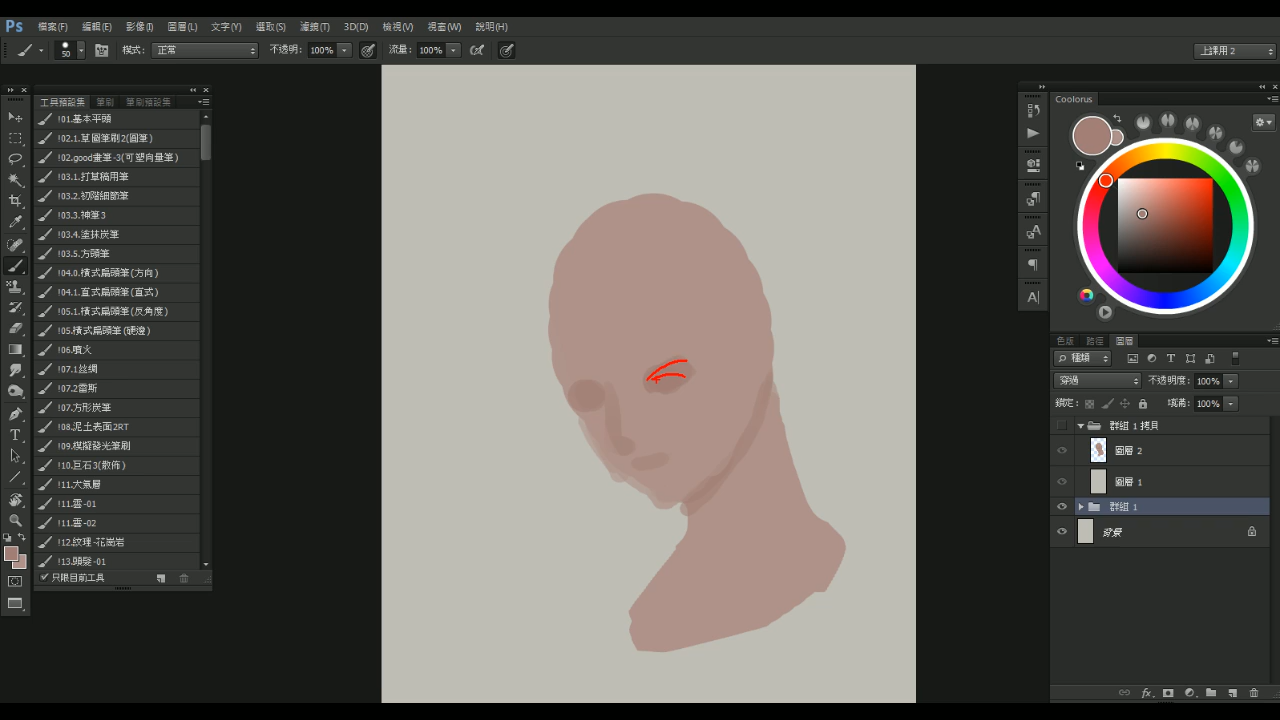 Ps 檔案(F) 編輯(E) 影像(I) 圖層(L) 文字(Y) 選取(S) 濾鏡(T) 3D(D) 檢視(V) 視窗(W) 說明(H)
50 模式: 正常 不透明: 100% 流量: 100% 上課用 2
工具預設集 筆刷 筆刷預設集
!01.基本平頭
!02.1.草圖筆刷2(圓筆)
!02.good畫筆-3(可塑向量筆)
!03.1.打草稿用筆
!03.2.初階細節筆
!03.3.神筆3
!03.4.塗抹炭筆
!03.5.方頭筆
!04.0.橫式扁頭筆(方向)
!04.1.直式扁頭筆(直式)
!05.1.橫式扁頭筆(反角度)
!05.橫式扁頭筆(硬邊)
!06.噴火
!07.1絲綢
!07.2雷斯
!07.方形炭筆
!08.泥土表面2RT
!09.模擬發光筆刷
!10.巨石3(散佈)
!11.大氣層
!11.雲-01
!11.雲-02
!12.紋理-花崗岩
!13.頭髮-01
只限目前工具
Coolorus
色版 路徑 圖層
種類
穿過 不透明度: 100%
鎖定: 填滿: 100%
群組 1 拷貝
圖層 2
圖層 1
群組 1
背景